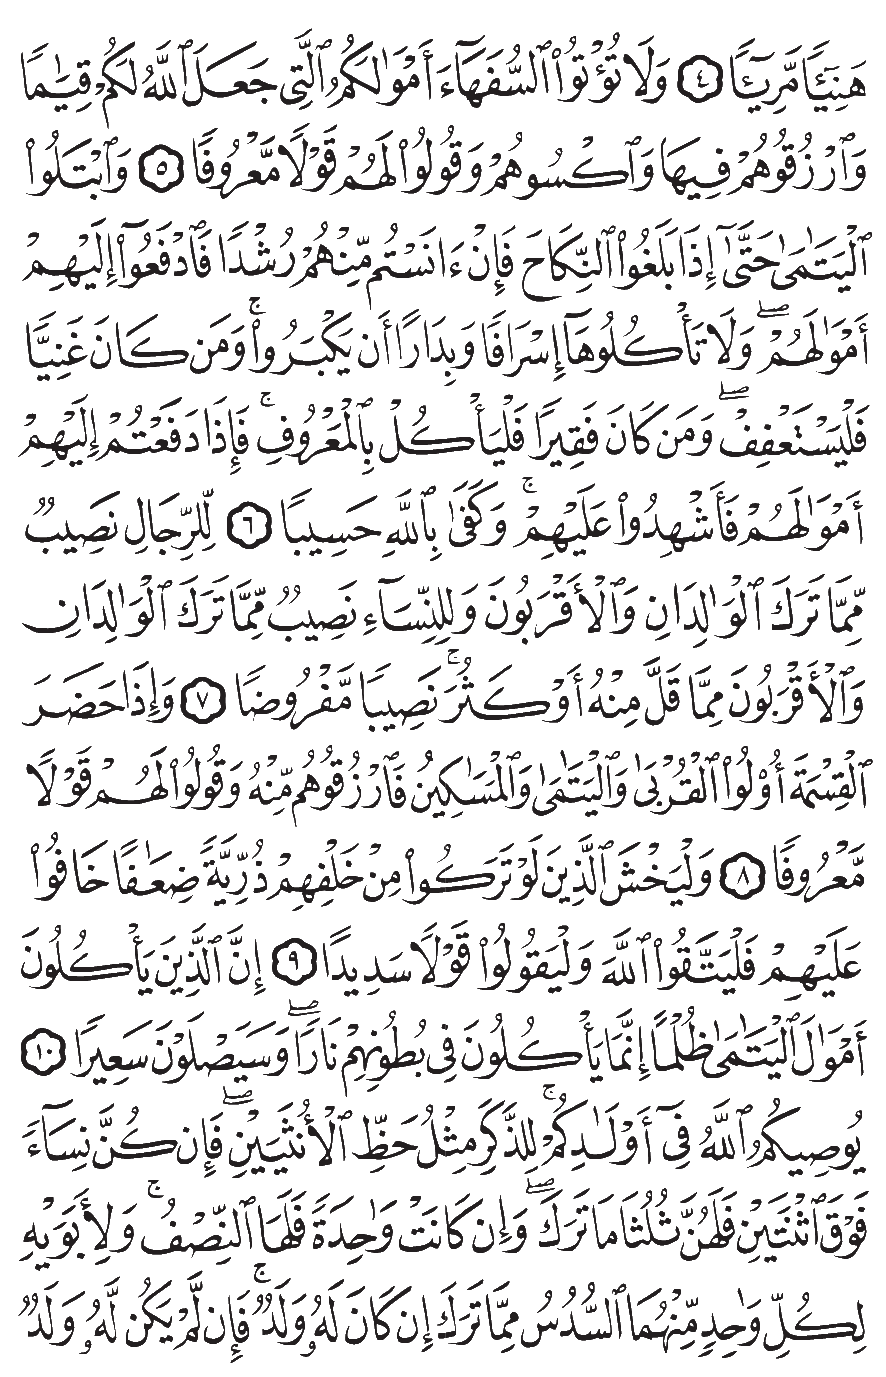 هَنِيٓـٔٗا مَّرِيٓـٔٗا ٤ وَلَا تُؤۡتُواْ ٱلسُّفَهَآءَ أَمۡوَٰلَكُمُ ٱلَّتِي جَعَلَ ٱللَّهُ لَكُمۡ قِيَٰمٗا
وَٱرۡزُقُوهُمۡ فِيهَا وَٱكۡسُوهُمۡ وَقُولُواْ لَهُمۡ قَوۡلٗا مَّعۡرُوفٗا ٥ وَٱبۡتَلُواْ
ٱلۡيَتَٰمَىٰ حَتَّىٰٓ إِذَا بَلَغُواْ ٱلنِّكَاحَ فَإِنۡ ءَانَسۡتُم مِّنۡهُمۡ رُشۡدٗا فَٱدۡفَعُوٓاْ إِلَيۡهِمۡ
أَمۡوَٰلَهُمۡۖ وَلَا تَأۡكُلُوهَآ إِسۡرَافٗا وَبِدَارًا أَن يَكۡبَرُواْۚ وَمَن كَانَ غَنِيّٗا
فَلۡيَسۡتَعۡفِفۡۖ وَمَن كَانَ فَقِيرٗا فَلۡيَأۡكُلۡ بِٱلۡمَعۡرُوفِۚ فَإِذَا دَفَعۡتُمۡ إِلَيۡهِمۡ
أَمۡوَٰلَهُمۡ فَأَشۡهِدُواْ عَلَيۡهِمۡۚ وَكَفَىٰ بِٱللَّهِ حَسِيبٗا ٦ لِّلرِّجَالِ نَصِيبٞ
مِّمَّا تَرَكَ ٱلۡوَٰلِدَانِ وَٱلۡأَقۡرَبُونَ وَلِلنِّسَآءِ نَصِيبٞ مِّمَّا تَرَكَ ٱلۡوَٰلِدَانِ
وَٱلۡأَقۡرَبُونَ مِمَّا قَلَّ مِنۡهُ أَوۡ كَثُرَۚ نَصِيبٗا مَّفۡرُوضٗا ٧ وَإِذَا حَضَرَ
ٱلۡقِسۡمَةَ أُوْلُواْ ٱلۡقُرۡبَىٰ وَٱلۡيَتَٰمَىٰ وَٱلۡمَسَٰكِينُ فَٱرۡزُقُوهُم مِّنۡهُ وَقُولُواْ لَهُمۡ قَوۡلٗا
مَّعۡرُوفٗا ٨ وَلۡيَخۡشَ ٱلَّذِينَ لَوۡ تَرَكُواْ مِنۡ خَلۡفِهِمۡ ذُرِّيَّةٗ ضِعَٰفًا خَافُواْ
عَلَيۡهِمۡ فَلۡيَتَّقُواْ ٱللَّهَ وَلۡيَقُولُواْ قَوۡلٗا سَدِيدًا ٩ إِنَّ ٱلَّذِينَ يَأۡكُلُونَ
أَمۡوَٰلَ ٱلۡيَتَٰمَىٰ ظُلۡمًا إِنَّمَا يَأۡكُلُونَ فِي بُطُونِهِمۡ نَارٗاۖ وَسَيَصۡلَوۡنَ سَعِيرٗا ١٠
يُوصِيكُمُ ٱللَّهُ فِيٓ أَوۡلَٰدِكُمۡۖ لِلذَّكَرِ مِثۡلُ حَظِّ ٱلۡأُنثَيَيۡنِۚ فَإِن كُنَّ نِسَآءٗ
فَوۡقَ ٱثۡنَتَيۡنِ فَلَهُنَّ ثُلُثَا مَا تَرَكَۖ وَإِن كَانَتۡ وَٰحِدَةٗ فَلَهَا ٱلنِّصۡفُۚ وَلِأَبَوَيۡهِ
لِكُلِّ وَٰحِدٖ مِّنۡهُمَا ٱلسُّدُسُ مِمَّا تَرَكَ إِن كَانَ لَهُۥ وَلَدٞۚ فَإِن لَّمۡ يَكُن لَّهُۥ وَلَدٞ